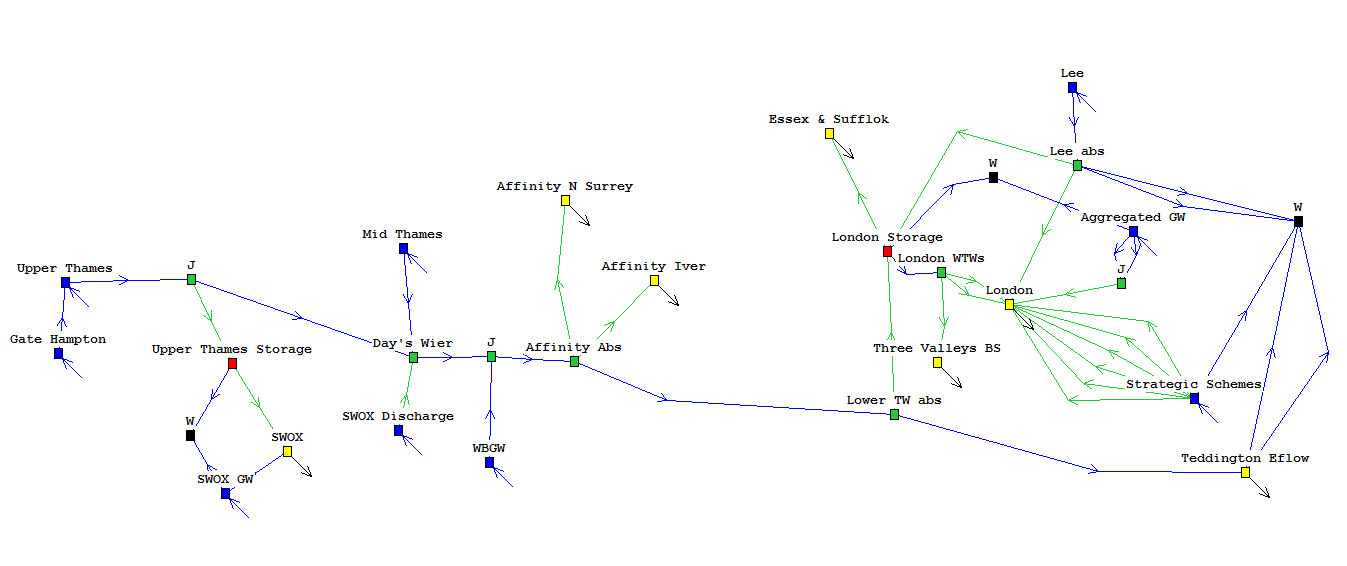 Lee
Essex & Sufflok
Lee abs
W
Affinity N Surrey
W
Aggregated GW
Mid Thames
London Storage
London WTWs
Upper Thames
J
Affinity Iver
J
London
Gate Hampton
Day's Wier
J
Affinity Abs
Upper Thames Storage
Three Valleys BS
Strategic Schemes
Lower TW abs
SWOX Discharge
W
SWOX
WBGW
Teddington Eflow
SWOX GW